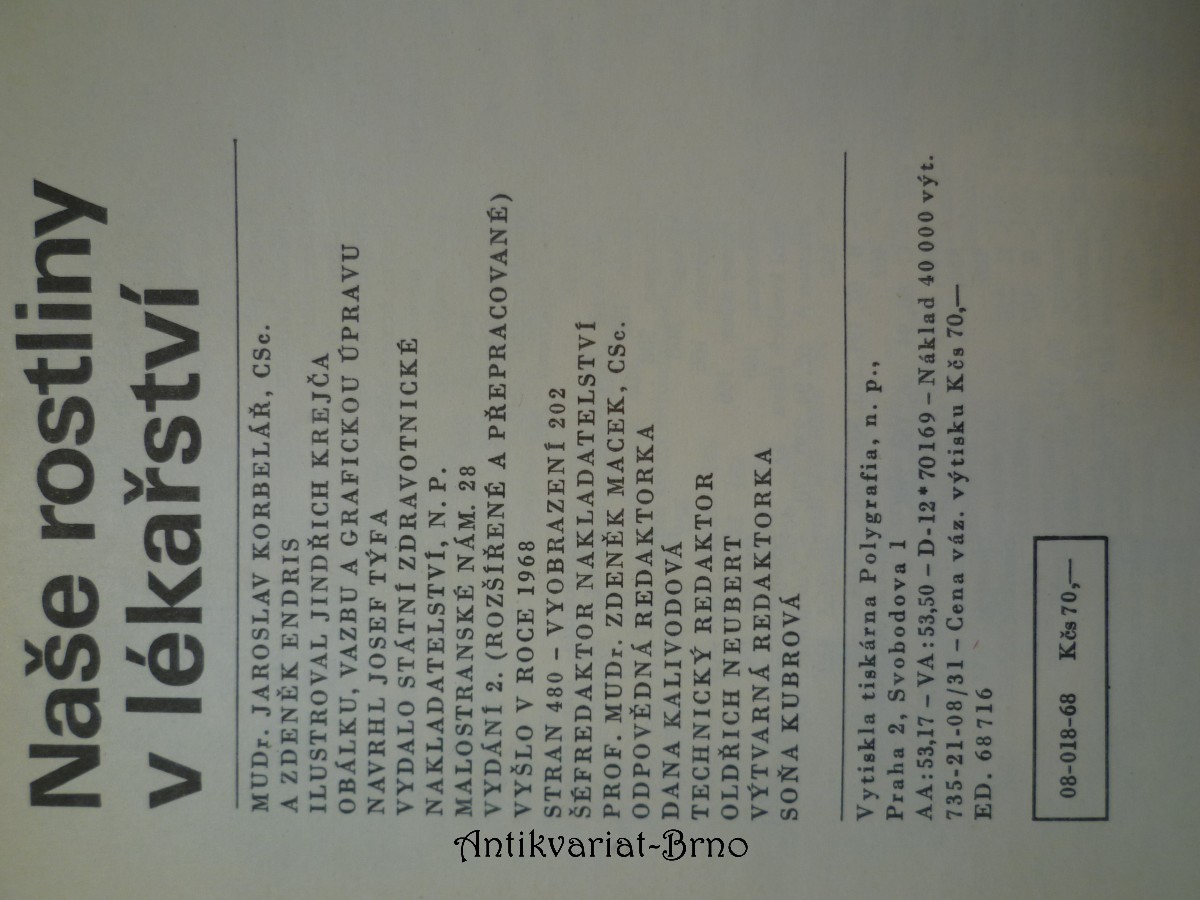 Naše rostliny
v lékařství
MUDr. JAROSLAV KORBELÁŘ, CSc.
A ZDENĚK ENDRIS
ILUSTROVAL JINDŘICH KREJČA
OBÁLKU, VAZBU A GRAFICKOU ÚPRAVU
NAVRHL JOSEF TÝFA
VYDALO STÁTNÍ ZDRAVOTNICKÉ
NAKLADATELSTVÍ, N. P.
MALOSTRANSKÉ NÁM. 28
VYDÁNÍ 2. (ROZŠÍŘENÉ A PŘEPRACOVANÉ)
VYŠLO V ROCE 1968
STRAN 480 – VYOBRAZENÍ 202
ŠÉFREDAKTOR NAKLADATELSTVÍ
PROF. MUDr. ZDENĚK MACEK, CSc.
ODPOVĚDNÁ REDAKTORKA
DANA KALIVODOVÁ
TECHNICKÝ REDAKTOR
OLDŘICH NEUBERT
VÝTVARNÁ REDAKTORKA
SOŇA KUBROVÁ
Vytiskla tiskárna Polygrafia, n. p.,
Praha 2, Svobodova 1
AA:53,17 – VA:53,50 – D-12*70169 – Náklad 40 000 výt.
735-21-08/31 – Cena váz. výtisku Kčs 70,—
ED. 68716
08-018-68 Kčs 70,—
Antikvariat-Brno